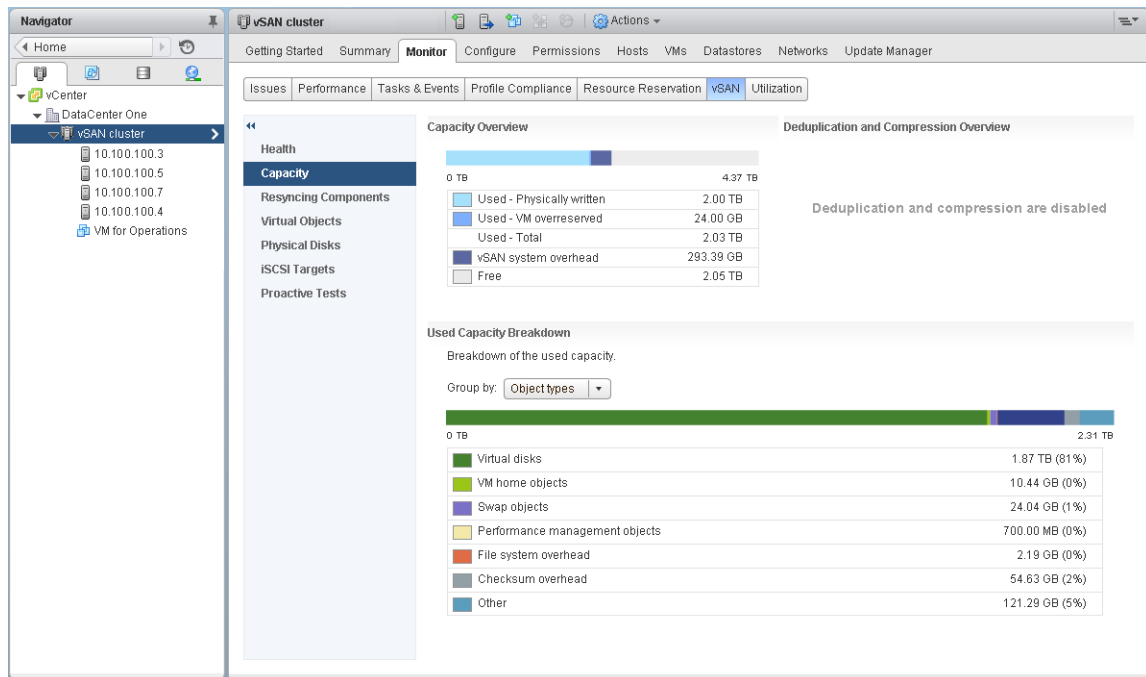 Navigator
vSAN cluster
Actions
Home
Getting Started Summary Monitor Configure Permissions Hosts VMs Datastores Networks Update Manager
Issues Performance Tasks & Events Profile Compliance Resource Reservation vSAN Utilization
vCenter
DataCenter One
vSAN cluster
10.100.100.3
10.100.100.5
10.100.100.7
10.100.100.4
VM for Operations
Health
Capacity
Resyncing Components
Virtual Objects
Physical Disks
iSCSI Targets
Proactive Tests
Capacity Overview
0 TB 4.37 TB
Used - Physically written 2.00 TB
Used - VM overreserved 24.00 GB
Used - Total 2.03 TB
vSAN system overhead 293.39 GB
Free 2.05 TB
Deduplication and Compression Overview
Deduplication and compression are disabled
Used Capacity Breakdown
Breakdown of the used capacity.
Group by: Object types
0 TB 2.31 TB
Virtual disks 1.87 TB (81%)
VM home objects 10.44 GB (0%)
Swap objects 24.04 GB (1%)
Performance management objects 700.00 MB (0%)
File system overhead 2.19 GB (0%)
Checksum overhead 54.63 GB (2%)
Other 121.29 GB (5%)